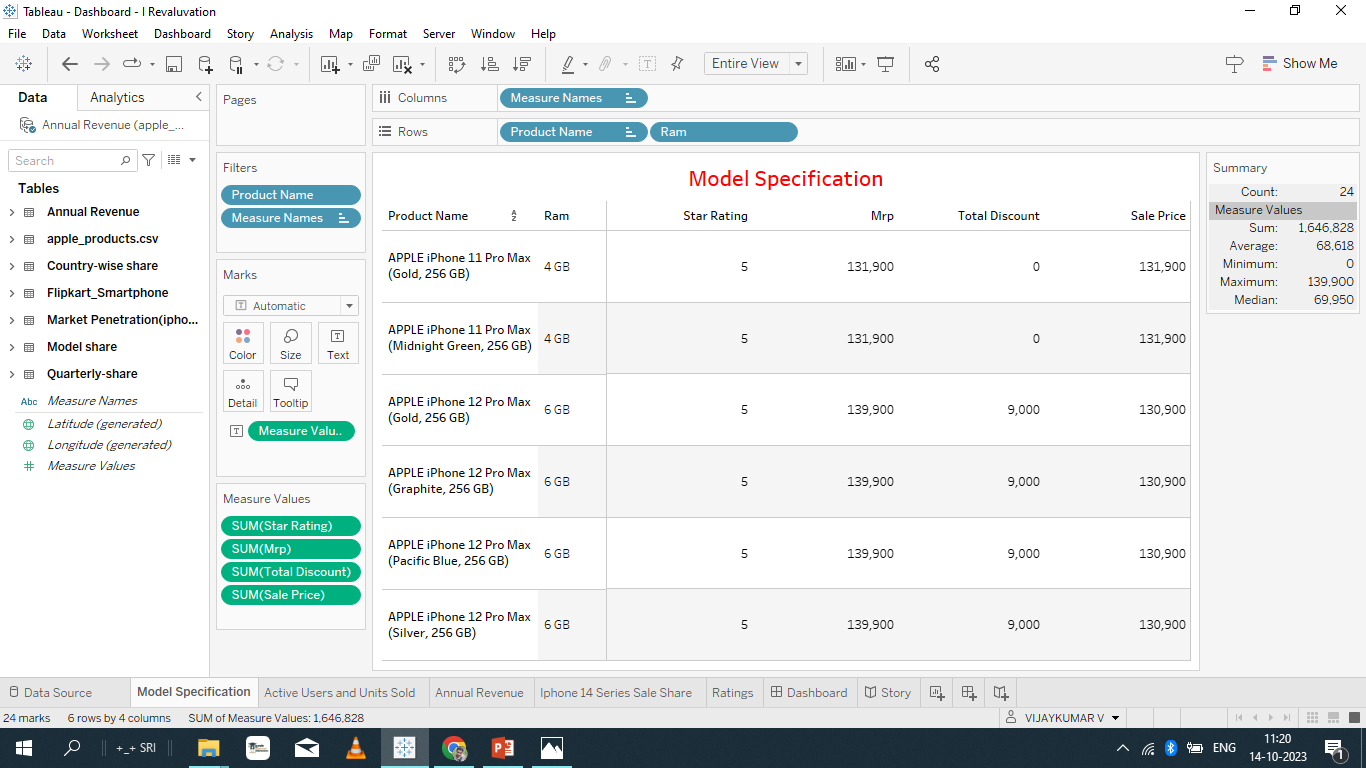 Tableau - Dashboard - I Revaluvation
File Data Worksheet Dashboard Story Analysis Map Format Server Window Help
Entire View
Show Me
Data Analytics
Annual Revenue (apple_...
Search
Tables
Annual Revenue
apple_products.csv
Country-wise share
Flipkart_Smartphone
Market Penetration(ipho...
Model share
Quarterly-share
Abc Measure Names
Latitude (generated)
Longitude (generated)
# Measure Values
Pages
Filters
Product Name
Measure Names
Marks
T Automatic
Color Size Text
Detail Tooltip
T Measure Valu..
Measure Values
SUM(Star Rating)
SUM(Mrp)
SUM(Total Discount)
SUM(Sale Price)
Columns Measure Names
Rows Product Name Ram
Model Specification
Product Name Ram Star Rating Mrp Total Discount Sale Price
APPLE iPhone 11 Pro Max
(Gold, 256 GB) 4 GB 5 131,900 0 131,900
APPLE iPhone 11 Pro Max
(Midnight Green, 256 GB) 4 GB 5 131,900 0 131,900
APPLE iPhone 12 Pro Max
(Gold, 256 GB) 6 GB 5 139,900 9,000 130,900
APPLE iPhone 12 Pro Max
(Graphite, 256 GB) 6 GB 5 139,900 9,000 130,900
APPLE iPhone 12 Pro Max
(Pacific Blue, 256 GB) 6 GB 5 139,900 9,000 130,900
APPLE iPhone 12 Pro Max
(Silver, 256 GB) 6 GB 5 139,900 9,000 130,900
Summary
Count: 24
Measure Values
Sum: 1,646,828
Average: 68,618
Minimum: 0
Maximum: 139,900
Median: 69,950
Data Source Model Specification Active Users and Units Sold Annual Revenue Iphone 14 Series Sale Share Ratings Dashboard Story
24 marks 6 rows by 4 columns SUM of Measure Values: 1,646,828
VIJAYKUMAR V
+_+ SRI
ENG
11:20
14-10-2023
1